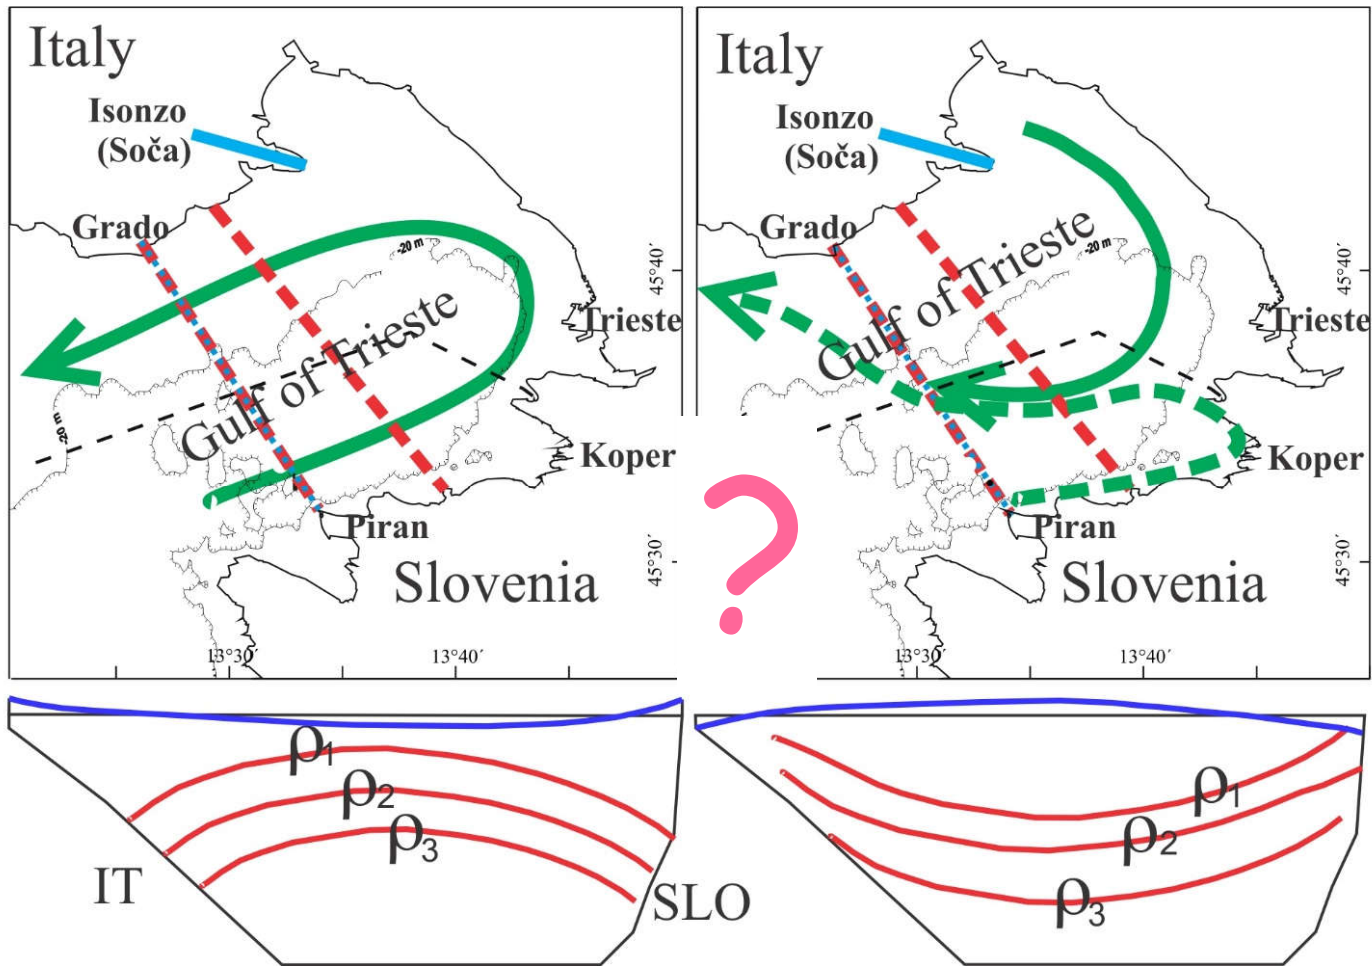 Italy
Isonzo
(Soča)
Grado
-20 m
45°40´
Gulf of Trieste
Trieste
-20 m
Koper
Piran
45°30´
Slovenia
13°30´
13°40´
Italy
Isonzo
(Soča)
Grado
-20 m
45°40´
Gulf of Trieste
Trieste
Koper
?
Piran
45°30´
Slovenia
13°30´
13°40´
ρ1
ρ2
ρ3
IT
SLO
ρ1
ρ2
ρ3